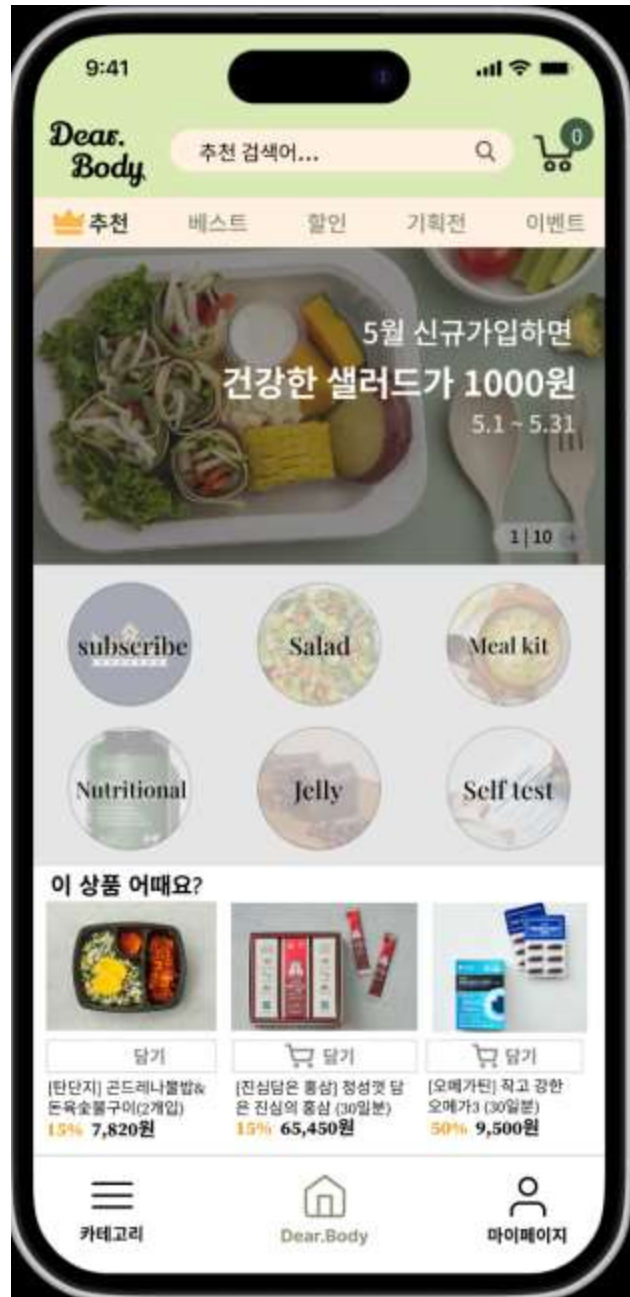 9:41
Dear.
Body
추천 검색어...
0
추천 베스트 할인 기획전 이벤트
5월 신규가입하면
건강한 샐러드가 1000원
5.1 ~ 5.31
1|10 +
subscribe Salad Meal kit
Nutritional Jelly Self test
이 상품 어때요?
담기 담기 담기
[탄단지] 곤드레나물밥& [진심담은 홍삼] 정성껏 담 [오메가틴] 작고 강한
돈육숯불구이(2개입) 은 진심의 홍삼 (30일분) 오메가3 (30일분)
15% 7,820원 15% 65,450원 50% 9,500원
카테고리 Dear.Body 마이페이지